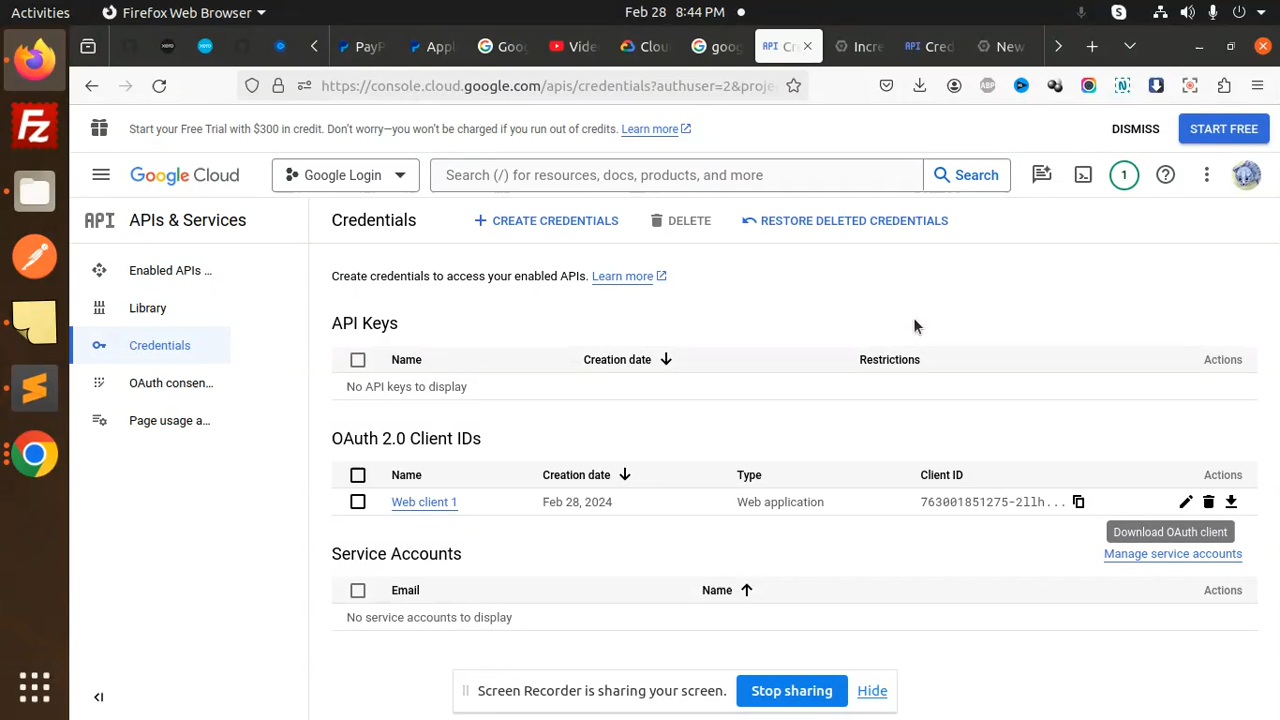 Activities Firefox Web Browser Feb 28 8:44 PM
PayP Appl Goo Vide Clou goog API Cr Incre API Cred New
https://console.cloud.google.com/apis/credentials?authuser=2&proje
Start your Free Trial with $300 in credit. Don't worry—you won't be charged if you run out of credits. Learn more DISMISS START FREE
Google Cloud Google Login Search (/) for resources, docs, products, and more Search 1
API APIs & Services Credentials CREATE CREDENTIALS DELETE RESTORE DELETED CREDENTIALS
Enabled APIs ...
Library
Credentials
OAuth consen...
Page usage a...
Create credentials to access your enabled APIs. Learn more
API Keys
Name Creation date Restrictions Actions
No API keys to display
OAuth 2.0 Client IDs
Name Creation date Type Client ID Actions
Web client 1 Feb 28, 2024 Web application 763001851275-2llh...
Download OAuth client
Service Accounts Manage service accounts
Email Name Actions
No service accounts to display
Screen Recorder is sharing your screen. Stop sharing Hide